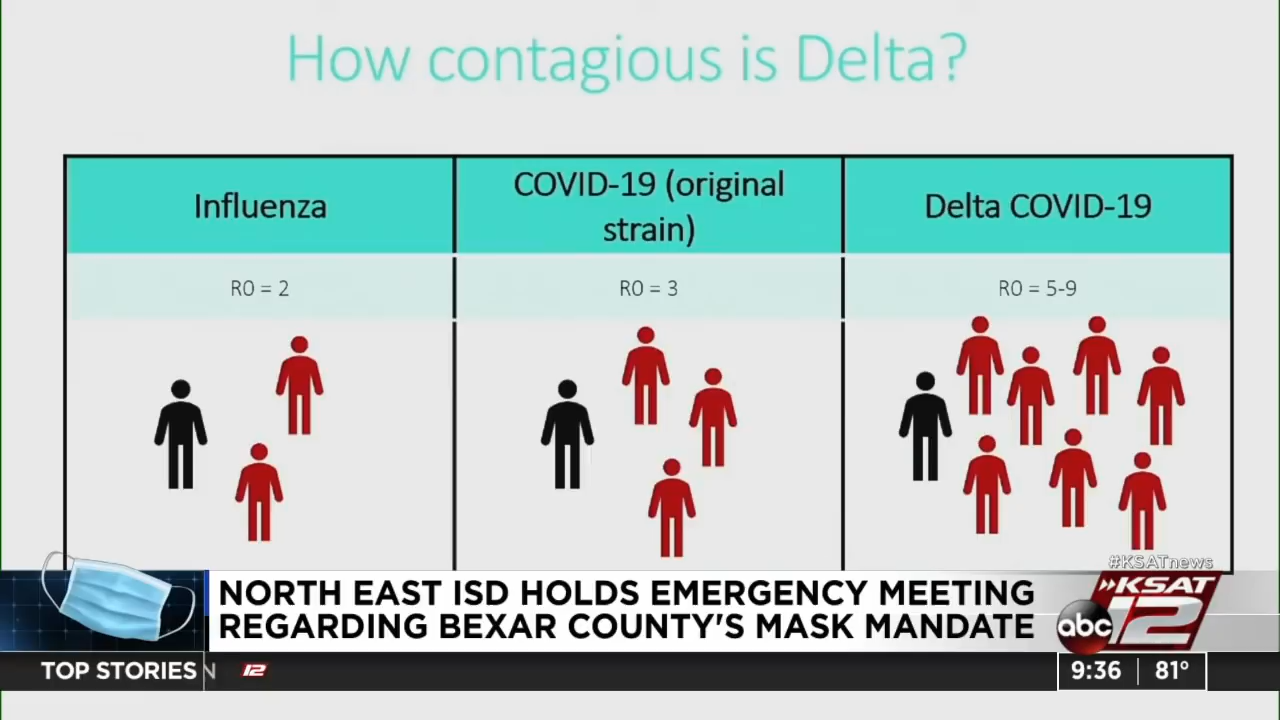 How contagious is Delta?
Influenza
COVID-19 (original
strain)
Delta COVID-19
R0 = 2
R0 = 3
R0 = 5-9
#KSATnews
NORTH EAST ISD HOLDS EMERGENCY MEETING
REGARDING BEXAR COUNTY'S MASK MANDATE
KSAT
abc 12
TOP STORIES
N 12
9:36 81°